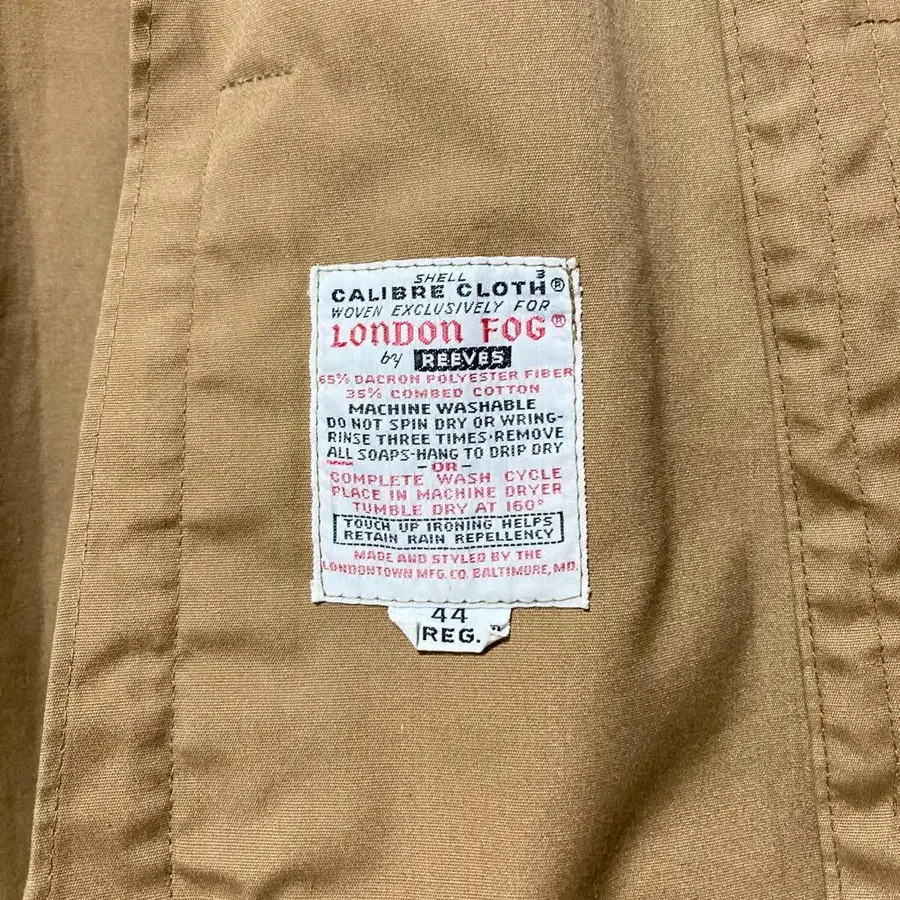 SHELL
CALIBRE CLOTH³®
WOVEN EXCLUSIVELY FOR
LONDON FOG®
by REEVES
65% DACRON POLYESTER FIBER
35% COMBED COTTON
MACHINE WASHABLE
DO NOT SPIN DRY OR WRING-
RINSE THREE TIMES·REMOVE
ALL SOAPS-HANG TO DRIP DRY
-OR-
COMPLETE WASH CYCLE
PLACE IN MACHINE DRYER
TUMBLE DRY AT 160°
TOUCH UP IRONING HELPS
RETAIN RAIN REPELLENCY
MADE AND STYLED BY THE
LONDONTOWN MFG. CO. BALTIMORE, MD.
44
REG.